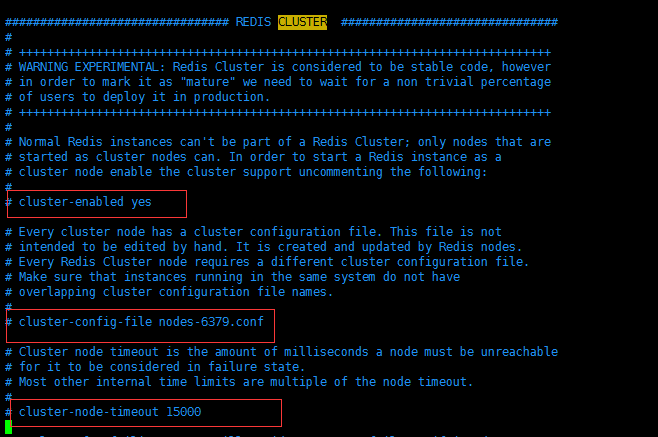 ################################ REDIS CLUSTER ###############################
#
# ++++++++++++++++++++++++++++++++++++++++++++++++++++++++++++++++++++++++++++
# WARNING EXPERIMENTAL: Redis Cluster is considered to be stable code, however
# in order to mark it as "mature" we need to wait for a non trivial percentage
# of users to deploy it in production.
# ++++++++++++++++++++++++++++++++++++++++++++++++++++++++++++++++++++++++++++
#
# Normal Redis instances can't be part of a Redis Cluster; only nodes that are
# started as cluster nodes can. In order to start a Redis instance as a
# cluster node enable the cluster support uncommenting the following:
#
# cluster-enabled yes
# Every cluster node has a cluster configuration file. This file is not
# intended to be edited by hand. It is created and updated by Redis nodes.
# Every Redis Cluster node requires a different cluster configuration file.
# Make sure that instances running in the same system do not have
# overlapping cluster configuration file names.
#
# cluster-config-file nodes-6379.conf
# Cluster node timeout is the amount of milliseconds a node must be unreachable
# for it to be considered in failure state.
# Most other internal time limits are multiple of the node timeout.
#
# cluster-node-timeout 15000